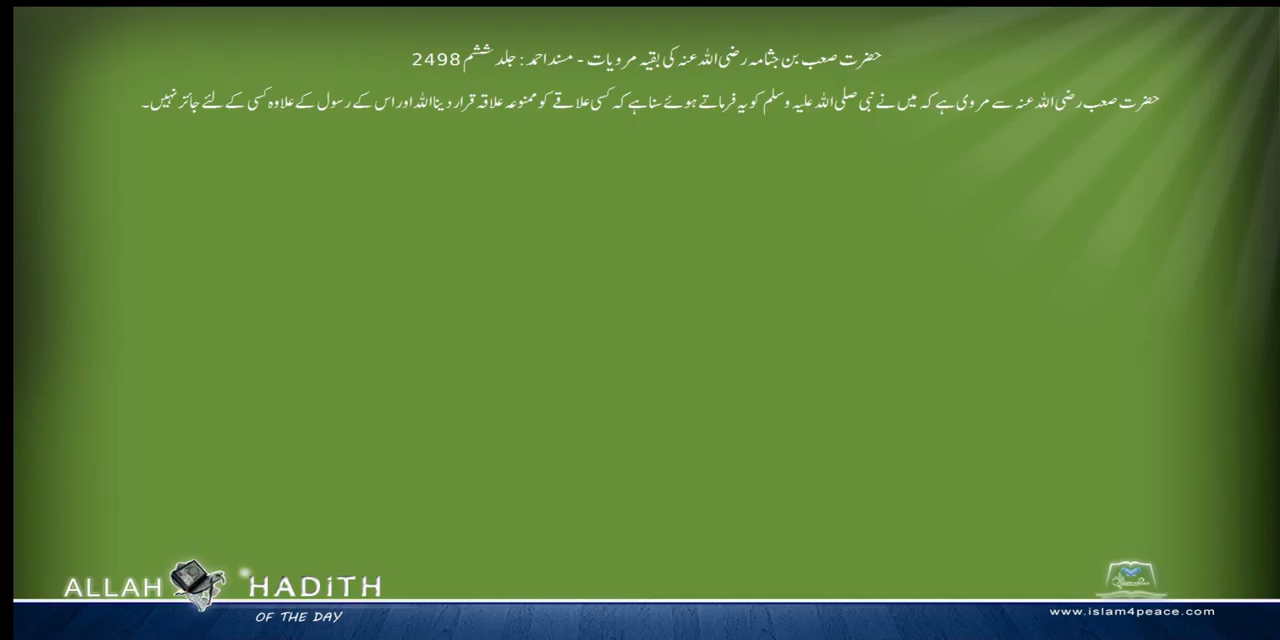 حضرت صعب بن جثامہ رضی اللہ عنہ کی بقیہ مرویات - مسند احمد : جلد ششم 2498
حضرت صعب رضی اللہ عنہ سے مروی ہے کہ میں نے نبی صلی اللہ علیہ وسلم کو یہ فرماتے ہوئے سنا ہے کہ کسی علاقے کو ممنوعہ علاقہ قرار دینا اللہ اور اس کے رسول کے علاوہ کسی کے لئے جائز نہیں۔
ALLAH HADITH
OF THE DAY
www.islam4peace.com